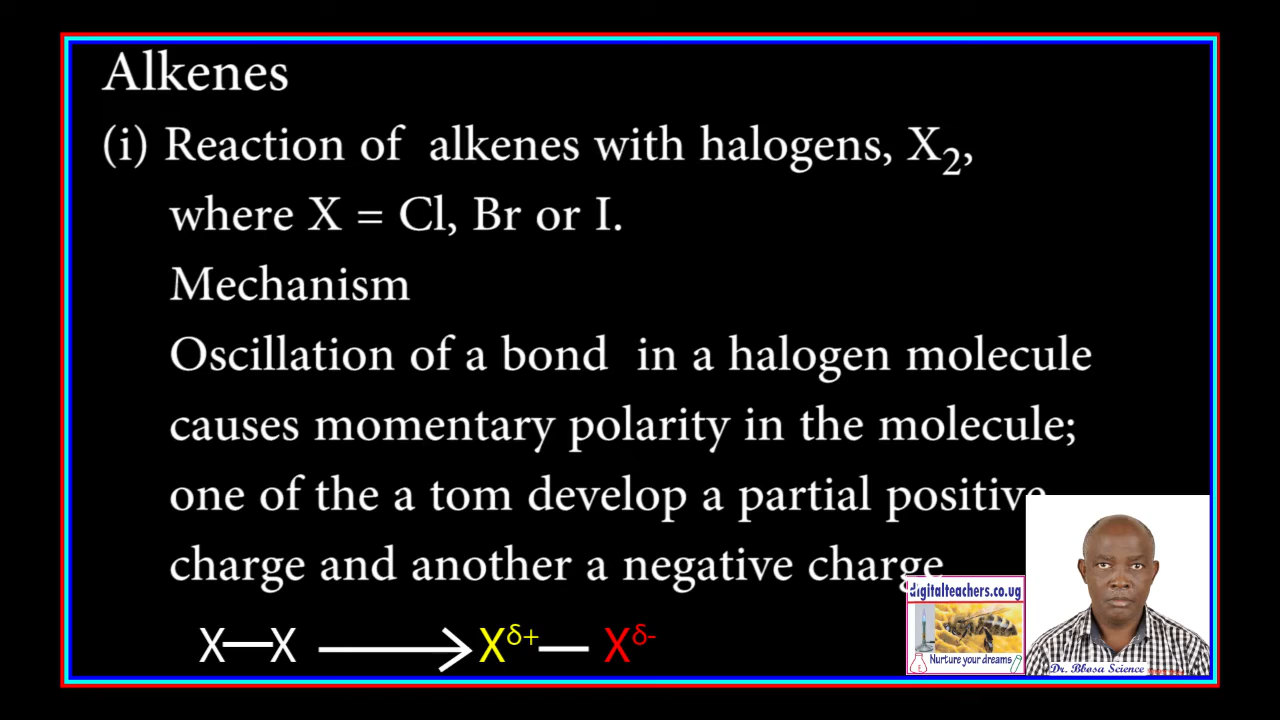 Alkenes
(i) Reaction of alkenes with halogens, X₂,
where X = Cl, Br or I.
Mechanism
Oscillation of a bond in a halogen molecule
causes momentary polarity in the molecule;
one of the a tom develop a partial positive
charge and another a negative charge
X—X ⟶ Xᵟ⁺— Xᵟ⁻
digitalteachers.co.ug
Nurture your dreams
Dr. Bbosa Science